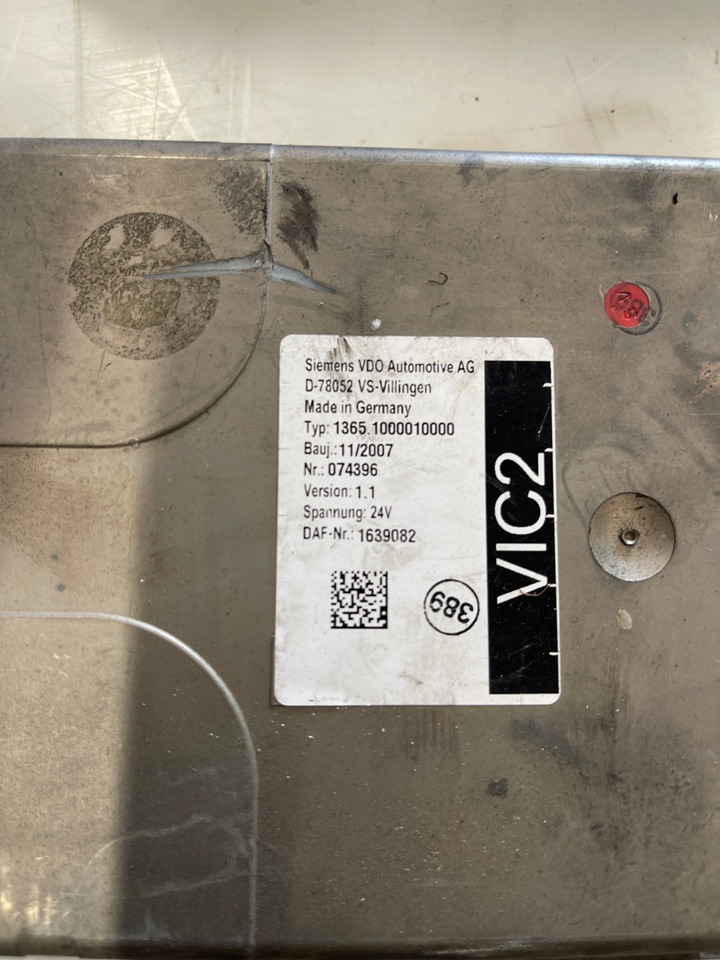 Siemens VDO Automotive AG
D-78052 VS-Villingen
Made in Germany
Typ: 1365.1000010000
Bauj.: 11/2007
Nr.: 074396
Version: 1.1
Spannung: 24V
DAF-Nr.: 1639082
389
VIC2